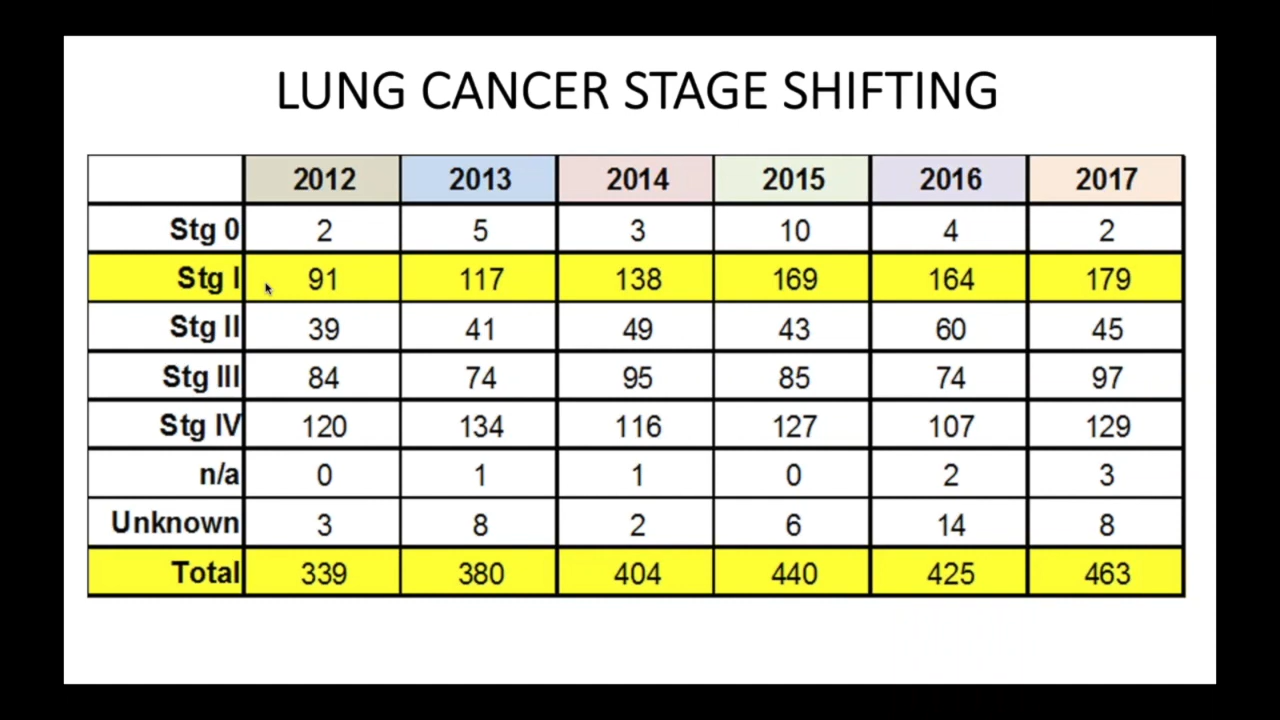 LUNG CANCER STAGE SHIFTING
2012 2013 2014 2015 2016 2017
Stg 0 2 5 3 10 4 2
Stg I 91 117 138 169 164 179
Stg II 39 41 49 43 60 45
Stg III 84 74 95 85 74 97
Stg IV 120 134 116 127 107 129
n/a 0 1 1 0 2 3
Unknown 3 8 2 6 14 8
Total 339 380 404 440 425 463